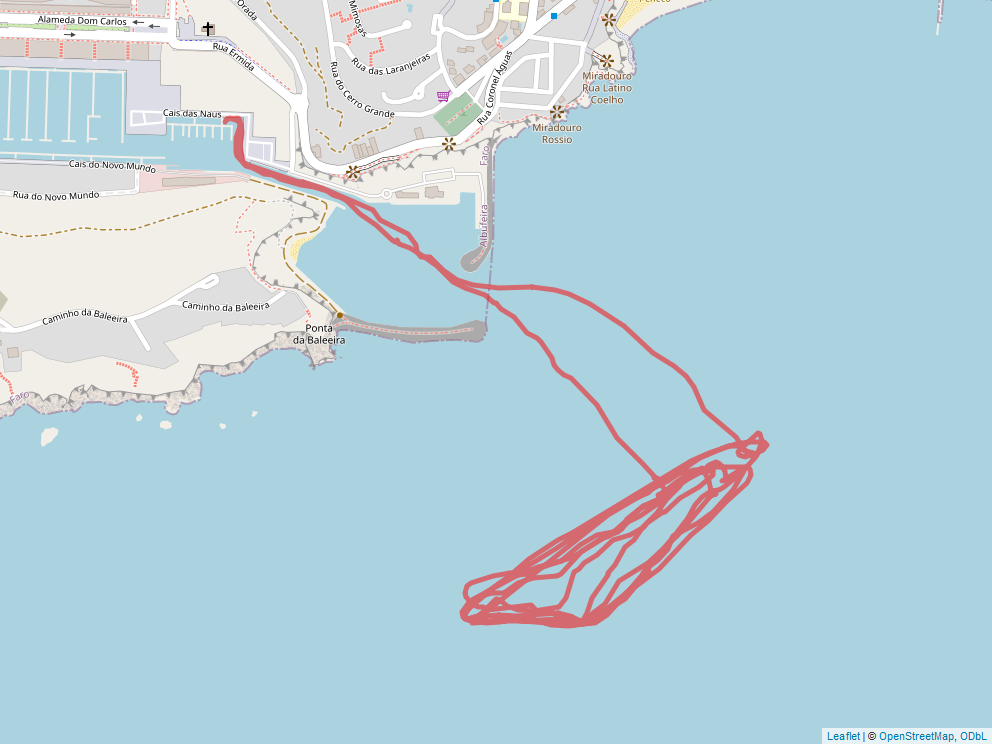 Orada
Mimosas
Peneco
Alameda Dom Carlos
Rua Ermida
Rua das Laranjeiras
Rua do Cerro Grande
Rua Coronel Águas
Miradouro
Rua Latino
Coelho
Cais das Naus
Miradouro
Rossio
Faro
Cais do Novo Mundo
Rua do Novo Mundo
Albufeira
Caminho da Baleeira
Caminho da Baleeira
Ponta
da Baleeira
Faro
Leaflet | © OpenStreetMap, ODbL